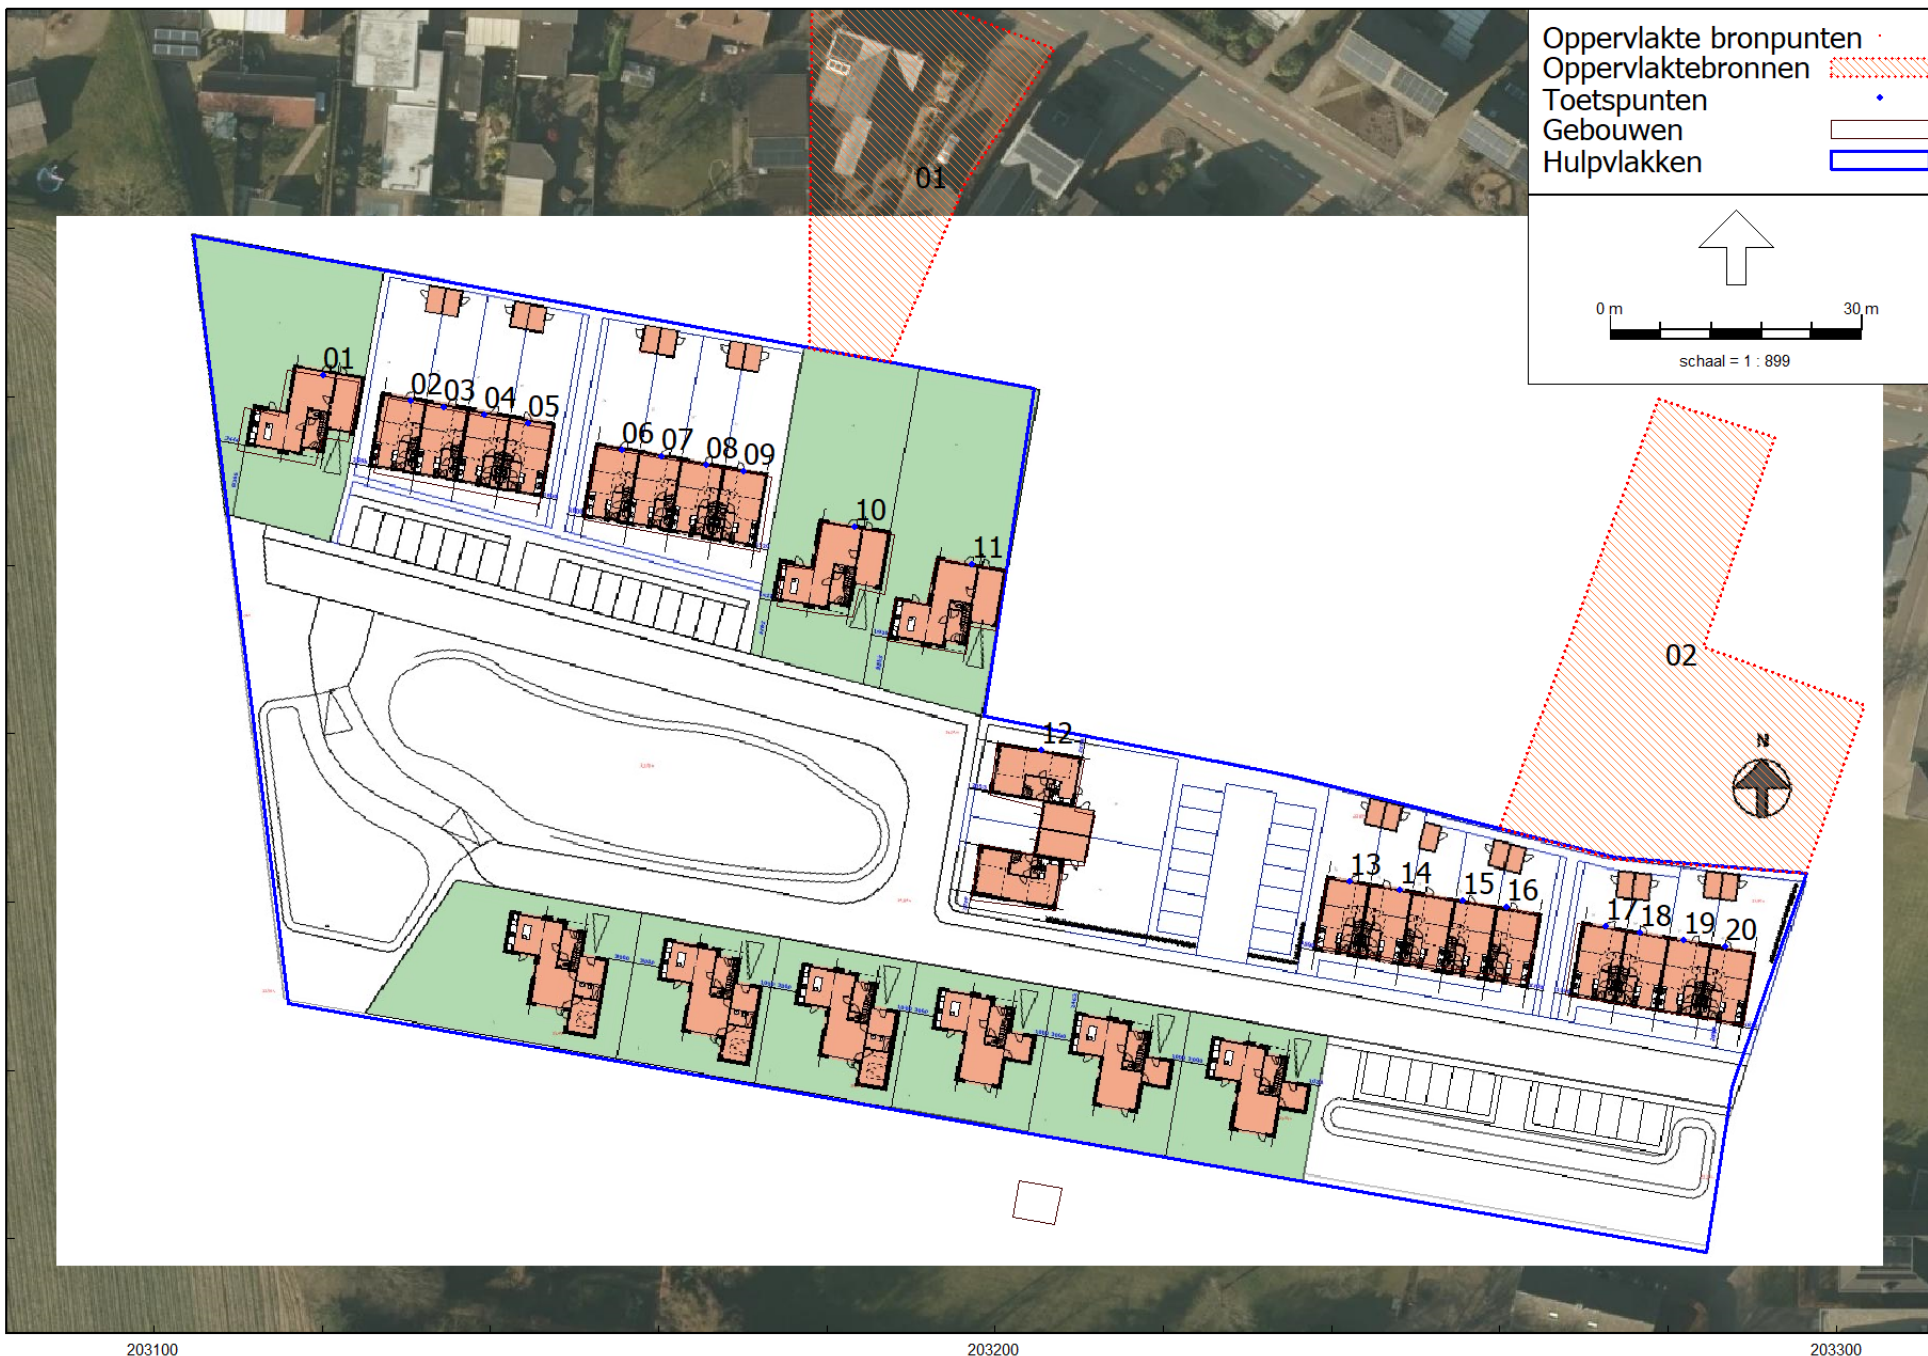 Oppervlakte bronpunten
Oppervlaktebronnen
Toetspunten
Gebouwen
Hulpvlakken
0 m 30 m
schaal = 1 : 899
01
01
02 03 04 05
06 07 08 09
10
11
02
N
12
13 14 15 16
17 18 19 20
203100 203200 203300